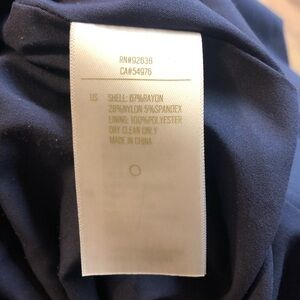 RN#92638
CA#54976
US SHELL: 67%RAYON
28%NYLON 5%SPANDEX
LINING: 100%POLYESTER
DRY CLEAN ONLY
MADE IN CHINA